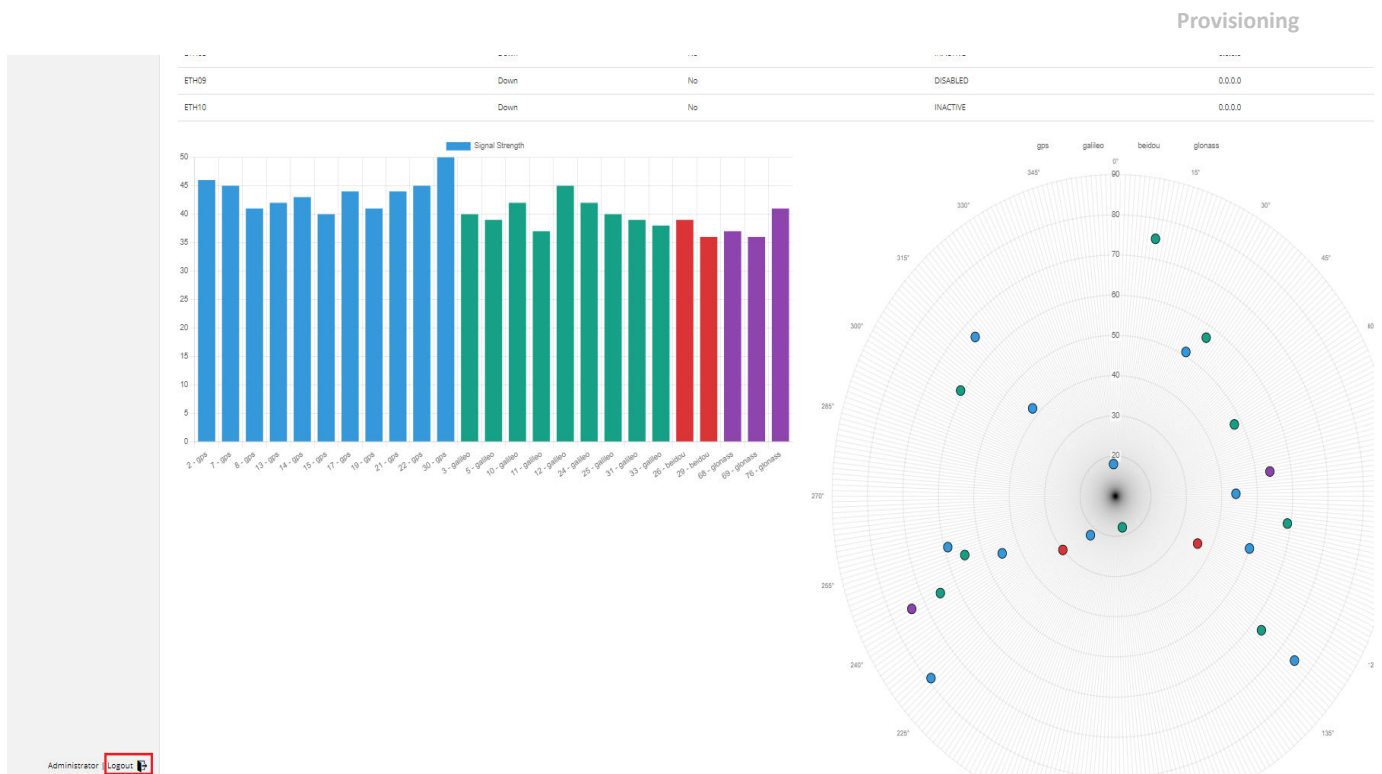 Provisioning
ETH09 Down No DISABLED 0.0.0.0
ETH10 Down No INACTIVE 0.0.0.0
Signal Strength
50
45
40
35
30
25
20
15
10
5
0
2 - gps 7 - gps 8 - gps 13 - gps 14 - gps 15 - gps 17 - gps 19 - gps 21 - gps 22 - gps 30 - gps 3 - galileo 5 - galileo 10 - galileo 11 - galileo 12 - galileo 24 - galileo 25 - galileo 31 - galileo 33 - galileo 26 - beidou 29 - beidou 68 - glonass 69 - glonass 76 - glonass
gps galileo beidou glonass
0°
345° 90 15°
330° 30°
80
315° 70 45°
60
300°
50
40
285°
30
20
270°
255°
240°
225° 135°
Administrator | Logout